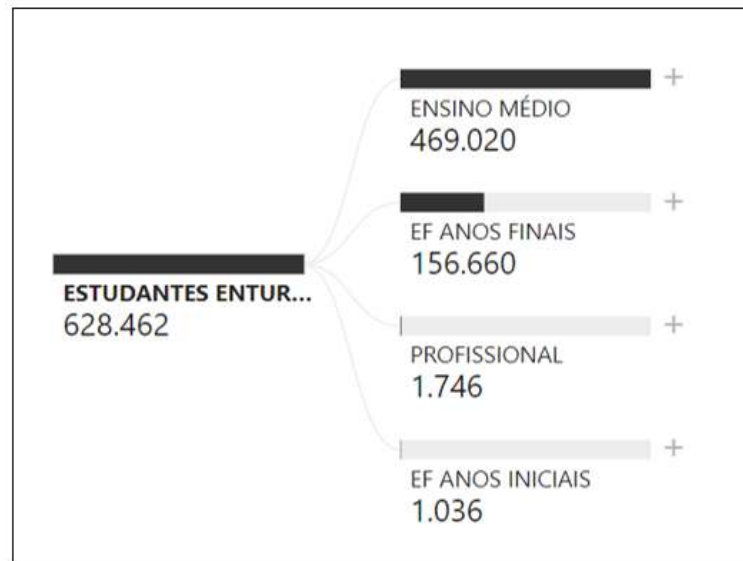 ENSINO MÉDIO
469.020
EF ANOS FINAIS
156.660
ESTUDANTES ENTUR...
628.462
PROFISSIONAL
1.746
EF ANOS INICIAIS
1.036